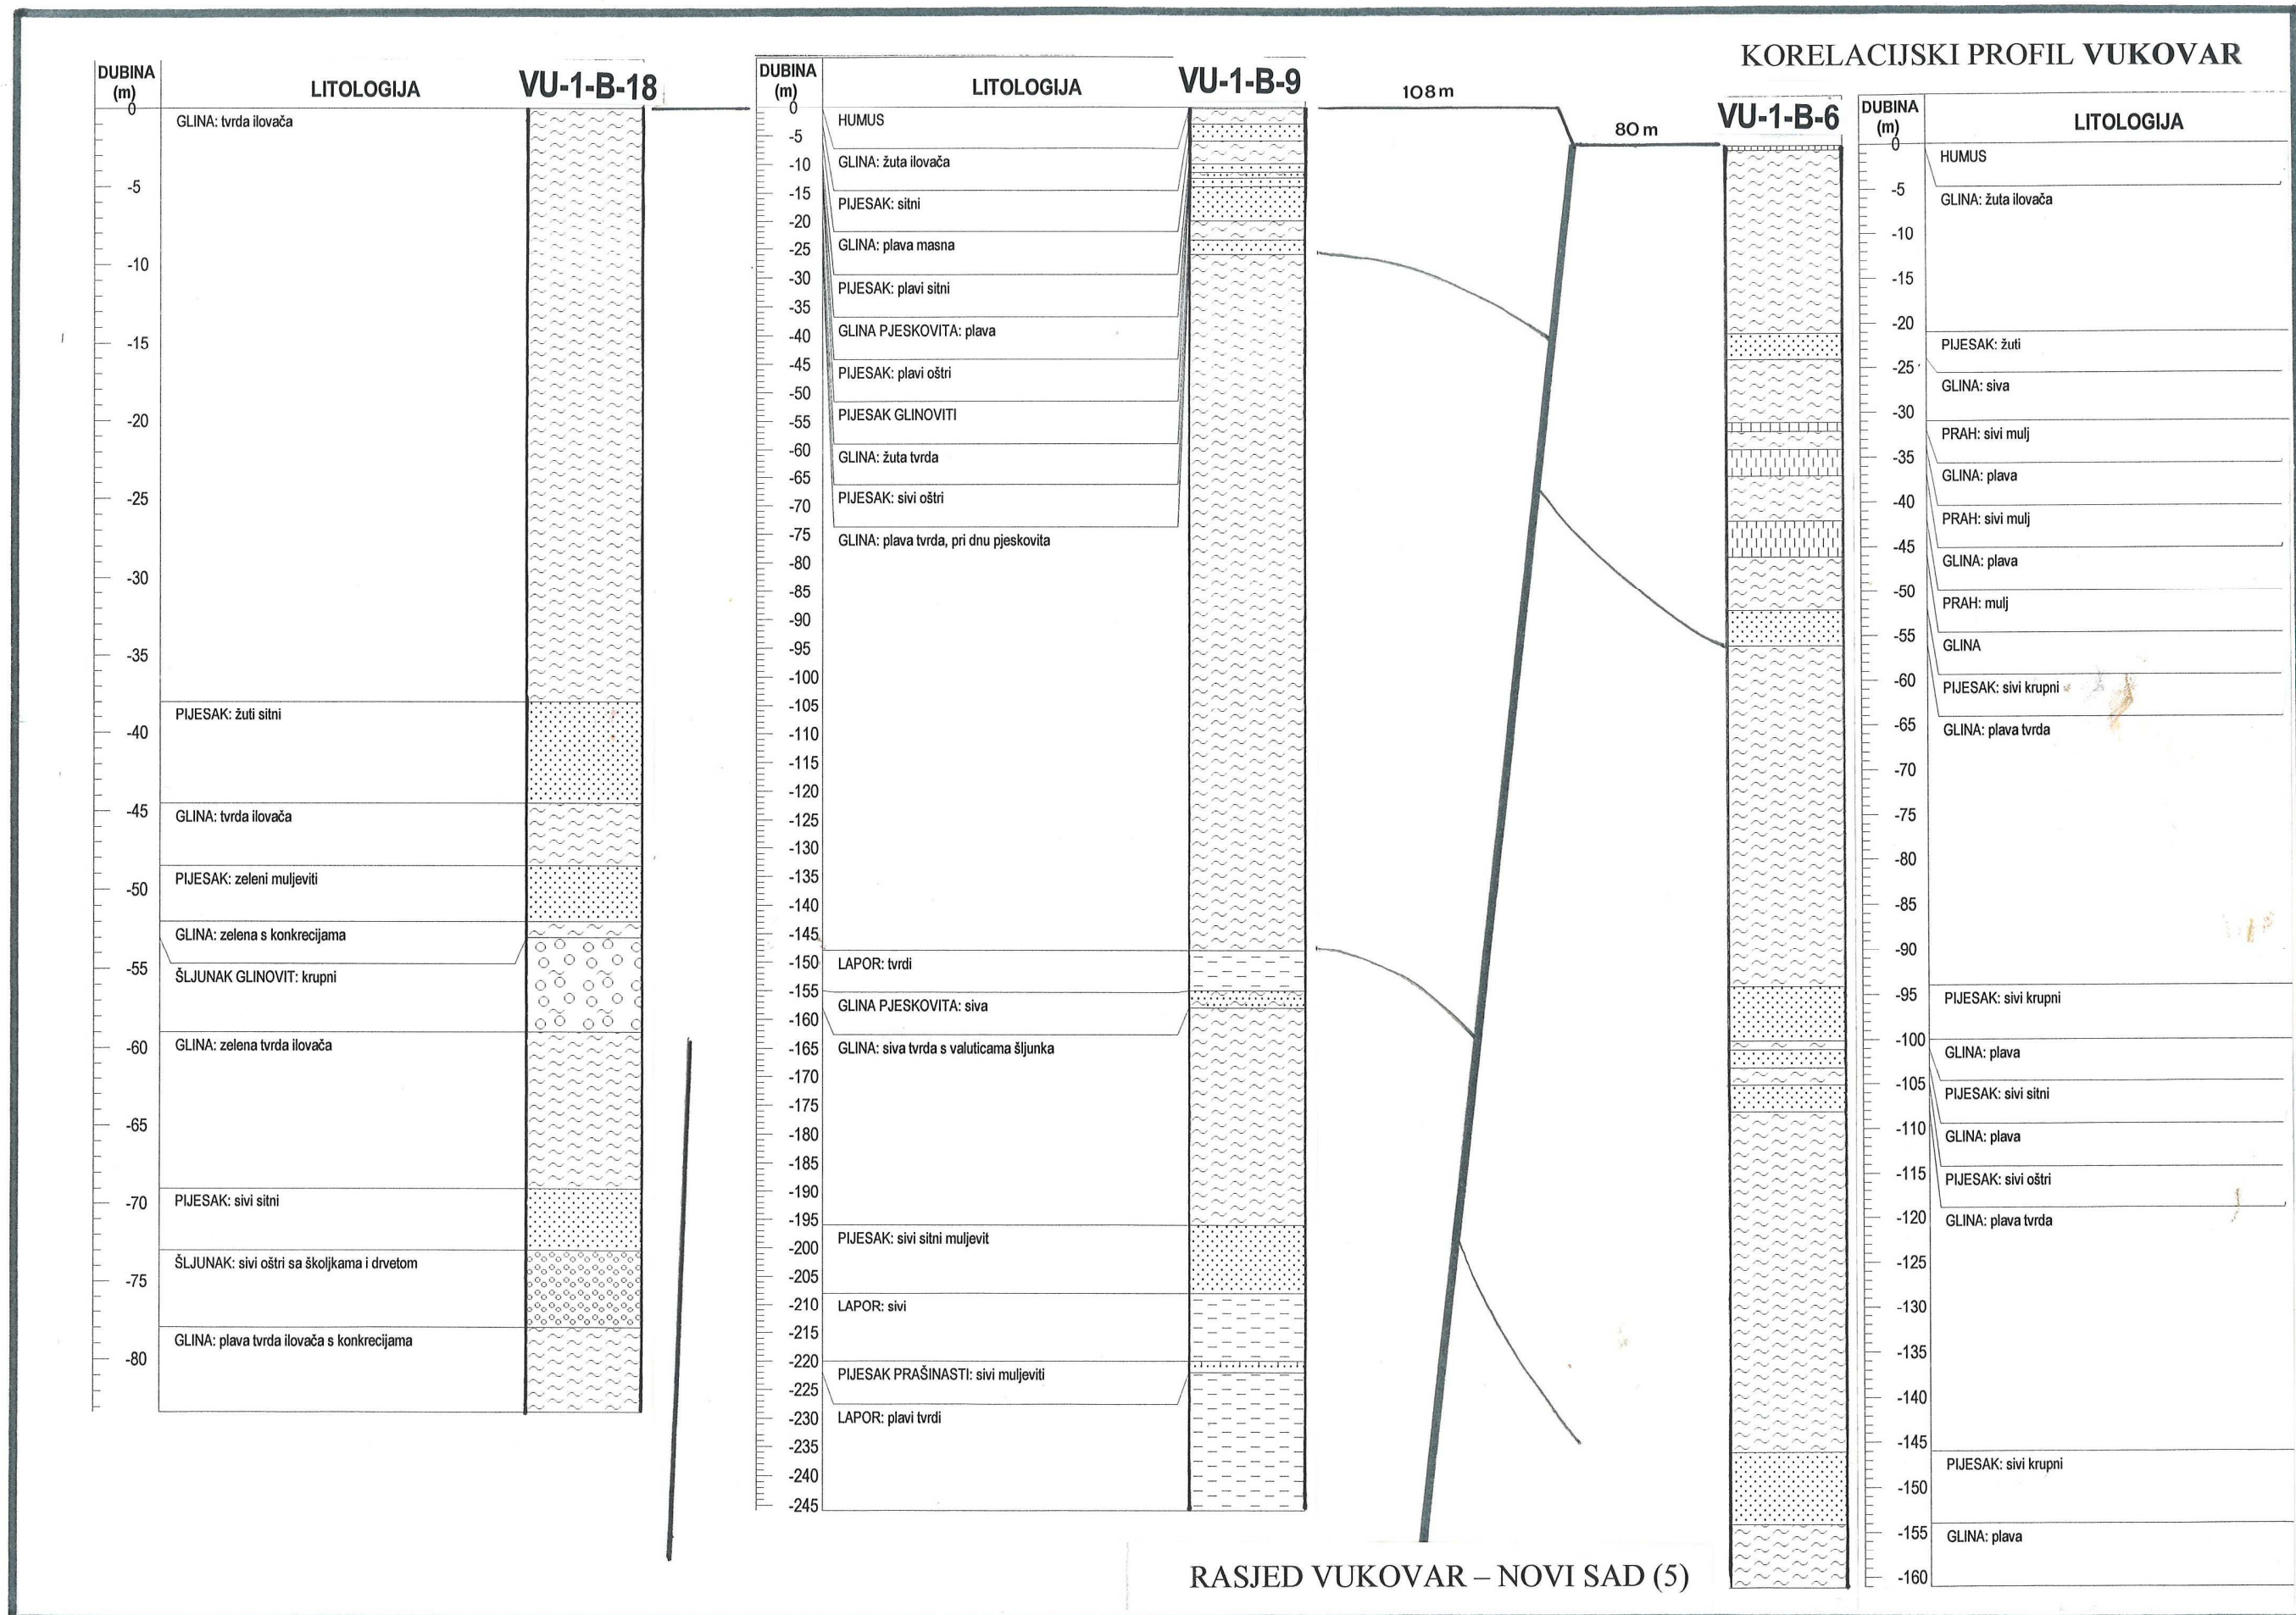 KORELACIJSKI PROFIL VUKOVAR
DUBINA
(m)
LITOLOGIJA
VU-1-B-18
0
-5
-10
-15
-20
-25
-30
-35
-40
-45
-50
-55
-60
-65
-70
-75
-80
GLINA: tvrda ilovača
PIJESAK: žuti sitni
GLINA: tvrda ilovača
PIJESAK: zeleni muljeviti
GLINA: zelena s konkrecijama
ŠLJUNAK GLINOVIT: krupni
GLINA: zelena tvrda ilovača
PIJESAK: sivi sitni
ŠLJUNAK: sivi oštri sa školjkama i drvetom
GLINA: plava tvrda ilovača s konkrecijama
DUBINA
(m)
LITOLOGIJA
VU-1-B-9
0
-5
-10
-15
-20
-25
-30
-35
-40
-45
-50
-55
-60
-65
-70
-75
-80
-85
-90
-95
-100
-105
-110
-115
-120
-125
-130
-135
-140
-145
-150
-155
-160
-165
-170
-175
-180
-185
-190
-195
-200
-205
-210
-215
-220
-225
-230
-235
-240
-245
HUMUS
GLINA: žuta ilovača
PIJESAK: sitni
GLINA: plava masna
PIJESAK: plavi sitni
GLINA PJESKOVITA: plava
PIJESAK: plavi oštri
PIJESAK GLINOVITI
GLINA: žuta tvrda
PIJESAK: sivi oštri
GLINA: plava tvrda, pri dnu pjeskovita
LAPOR: tvrdi
GLINA PJESKOVITA: siva
GLINA: siva tvrda s valuticama šljunka
PIJESAK: sivi sitni muljevit
LAPOR: sivi
PIJESAK PRAŠINASTI: sivi muljeviti
LAPOR: plavi tvrdi
108 m
80 m
VU-1-B-6
DUBINA
(m)
LITOLOGIJA
0
-5
-10
-15
-20
-25
-30
-35
-40
-45
-50
-55
-60
-65
-70
-75
-80
-85
-90
-95
-100
-105
-110
-115
-120
-125
-130
-135
-140
-145
-150
-155
-160
HUMUS
GLINA: žuta ilovača
PIJESAK: žuti
GLINA: siva
PRAH: sivi mulj
GLINA: plava
PRAH: sivi mulj
GLINA: plava
PRAH: mulj
GLINA
PIJESAK: sivi krupni
GLINA: plava tvrda
PIJESAK: sivi krupni
GLINA: plava
PIJESAK: sivi sitni
GLINA: plava
PIJESAK: sivi oštri
GLINA: plava tvrda
PIJESAK: sivi krupni
GLINA: plava
RASJED VUKOVAR – NOVI SAD (5)